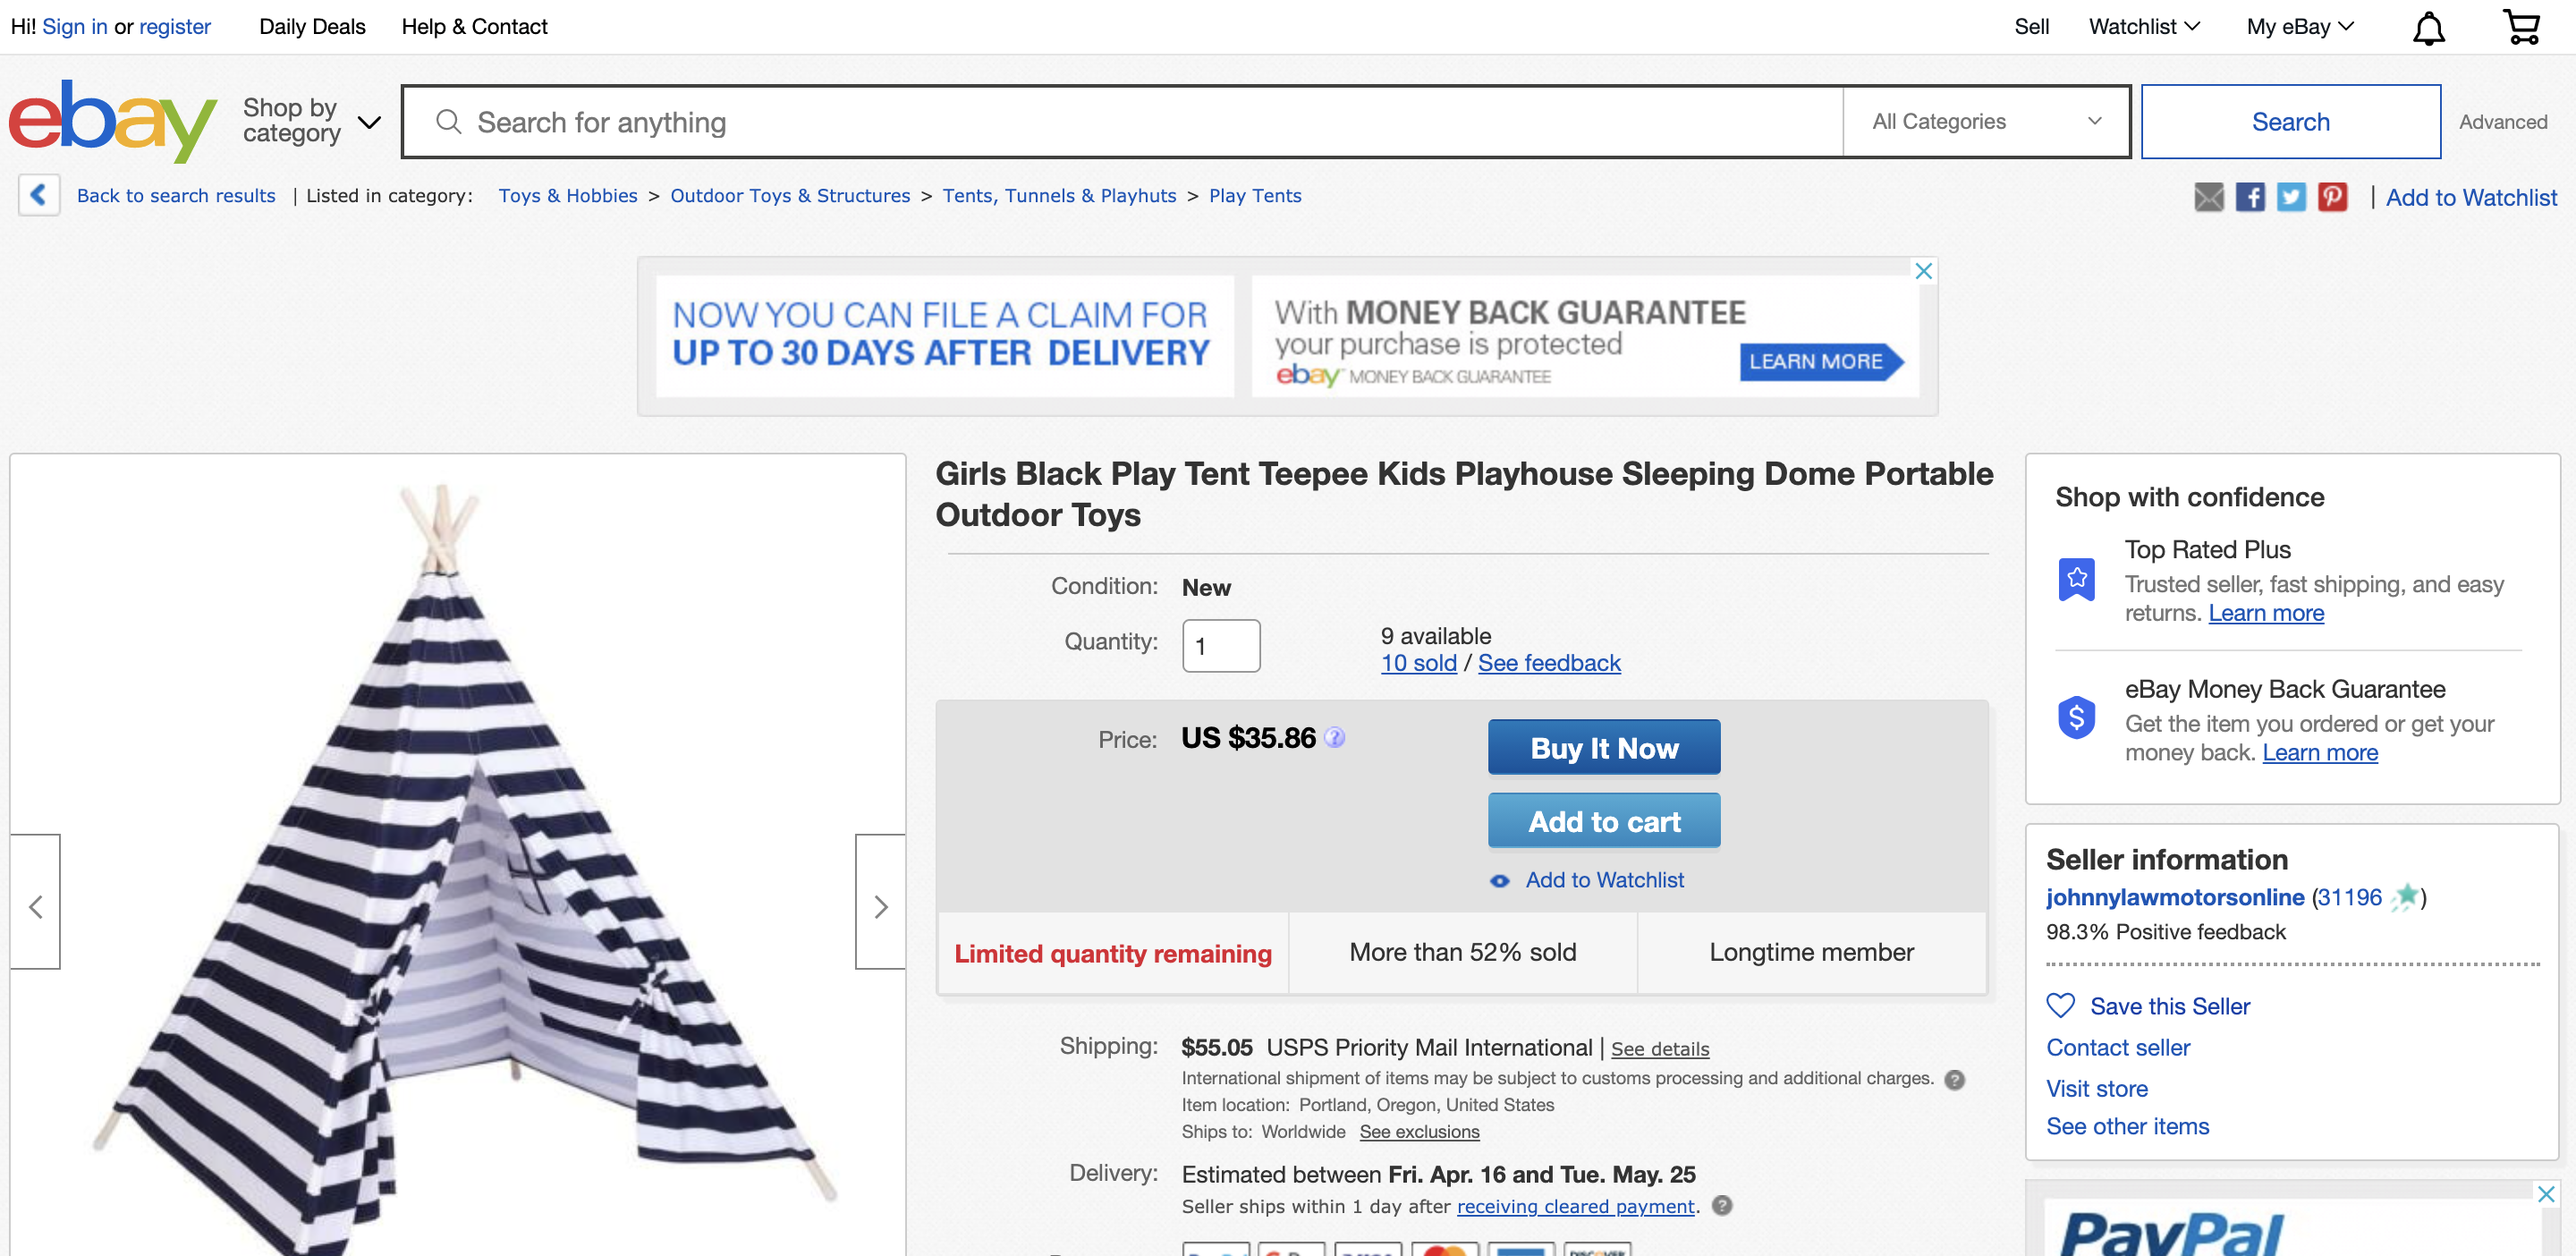 Hi! Sign in or register Daily Deals Help & Contact Sell Watchlist My eBay
ebay Shop by category Search for anything All Categories Search Advanced
Back to search results | Listed in category: Toys & Hobbies > Outdoor Toys & Structures > Tents, Tunnels & Playhuts > Play Tents | Add to Watchlist
NOW YOU CAN FILE A CLAIM FOR
UP TO 30 DAYS AFTER DELIVERY
With MONEY BACK GUARANTEE
your purchase is protected
ebay MONEY BACK GUARANTEE
LEARN MORE
Girls Black Play Tent Teepee Kids Playhouse Sleeping Dome Portable
Outdoor Toys
Condition: New
Quantity: 1
9 available
10 sold / See feedback
Price: US $35.86
Buy It Now
Add to cart
Add to Watchlist
Limited quantity remaining
More than 52% sold
Longtime member
Shipping: $55.05 USPS Priority Mail International | See details
International shipment of items may be subject to customs processing and additional charges.
Item location: Portland, Oregon, United States
Ships to: Worldwide See exclusions
Delivery: Estimated between Fri. Apr. 16 and Tue. May. 25
Seller ships within 1 day after receiving cleared payment.
Shop with confidence
Top Rated Plus
Trusted seller, fast shipping, and easy
returns. Learn more
eBay Money Back Guarantee
Get the item you ordered or get your
money back. Learn more
Seller information
johnnylawmotorsonline (31196)
98.3% Positive feedback
Save this Seller
Contact seller
Visit store
See other items
PayPal